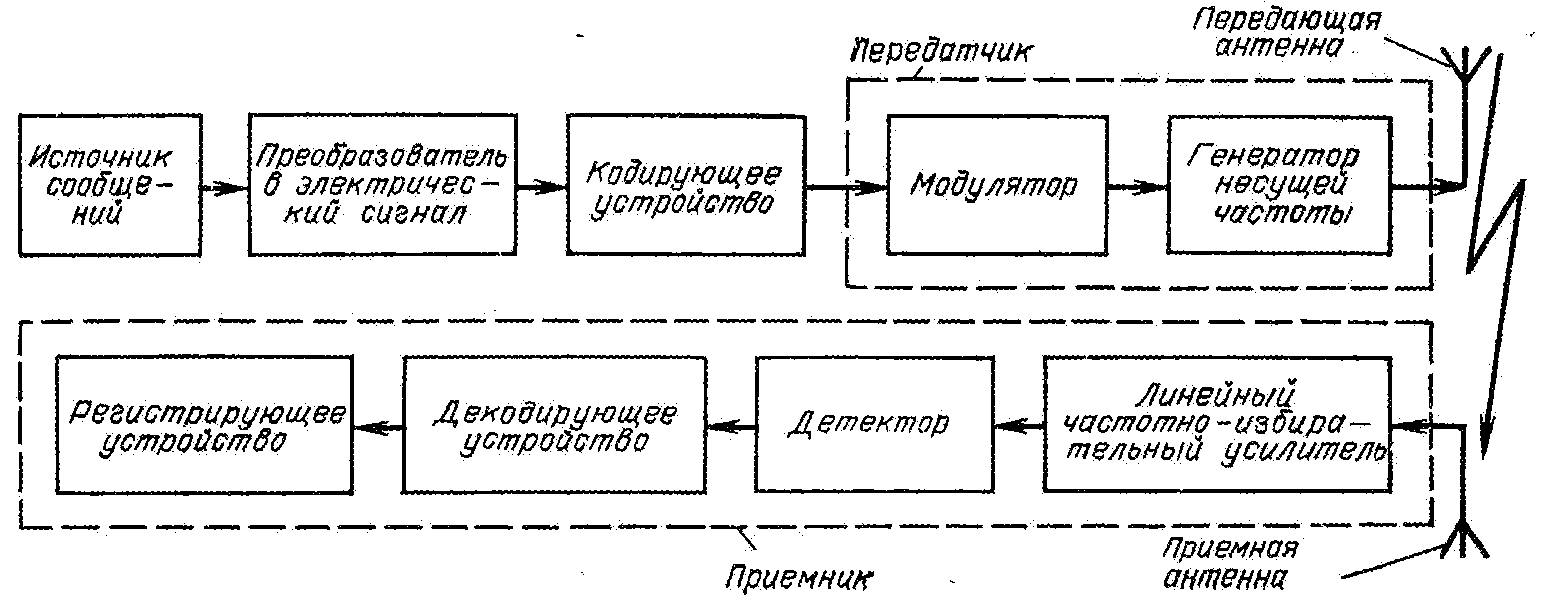 Передающая
антенна
Передатчик
Источник
сообще-
ний
Преобразователь
в электричес-
кий сигнал
Кодирующее
устройство
Модулятор
Генератор
несущей
частоты
Регистрирующее
устройство
Декодирующее
устройство
Детектор
Линейный
частотно-избира-
тельный усилитель
Приемник
Приемная
антенна